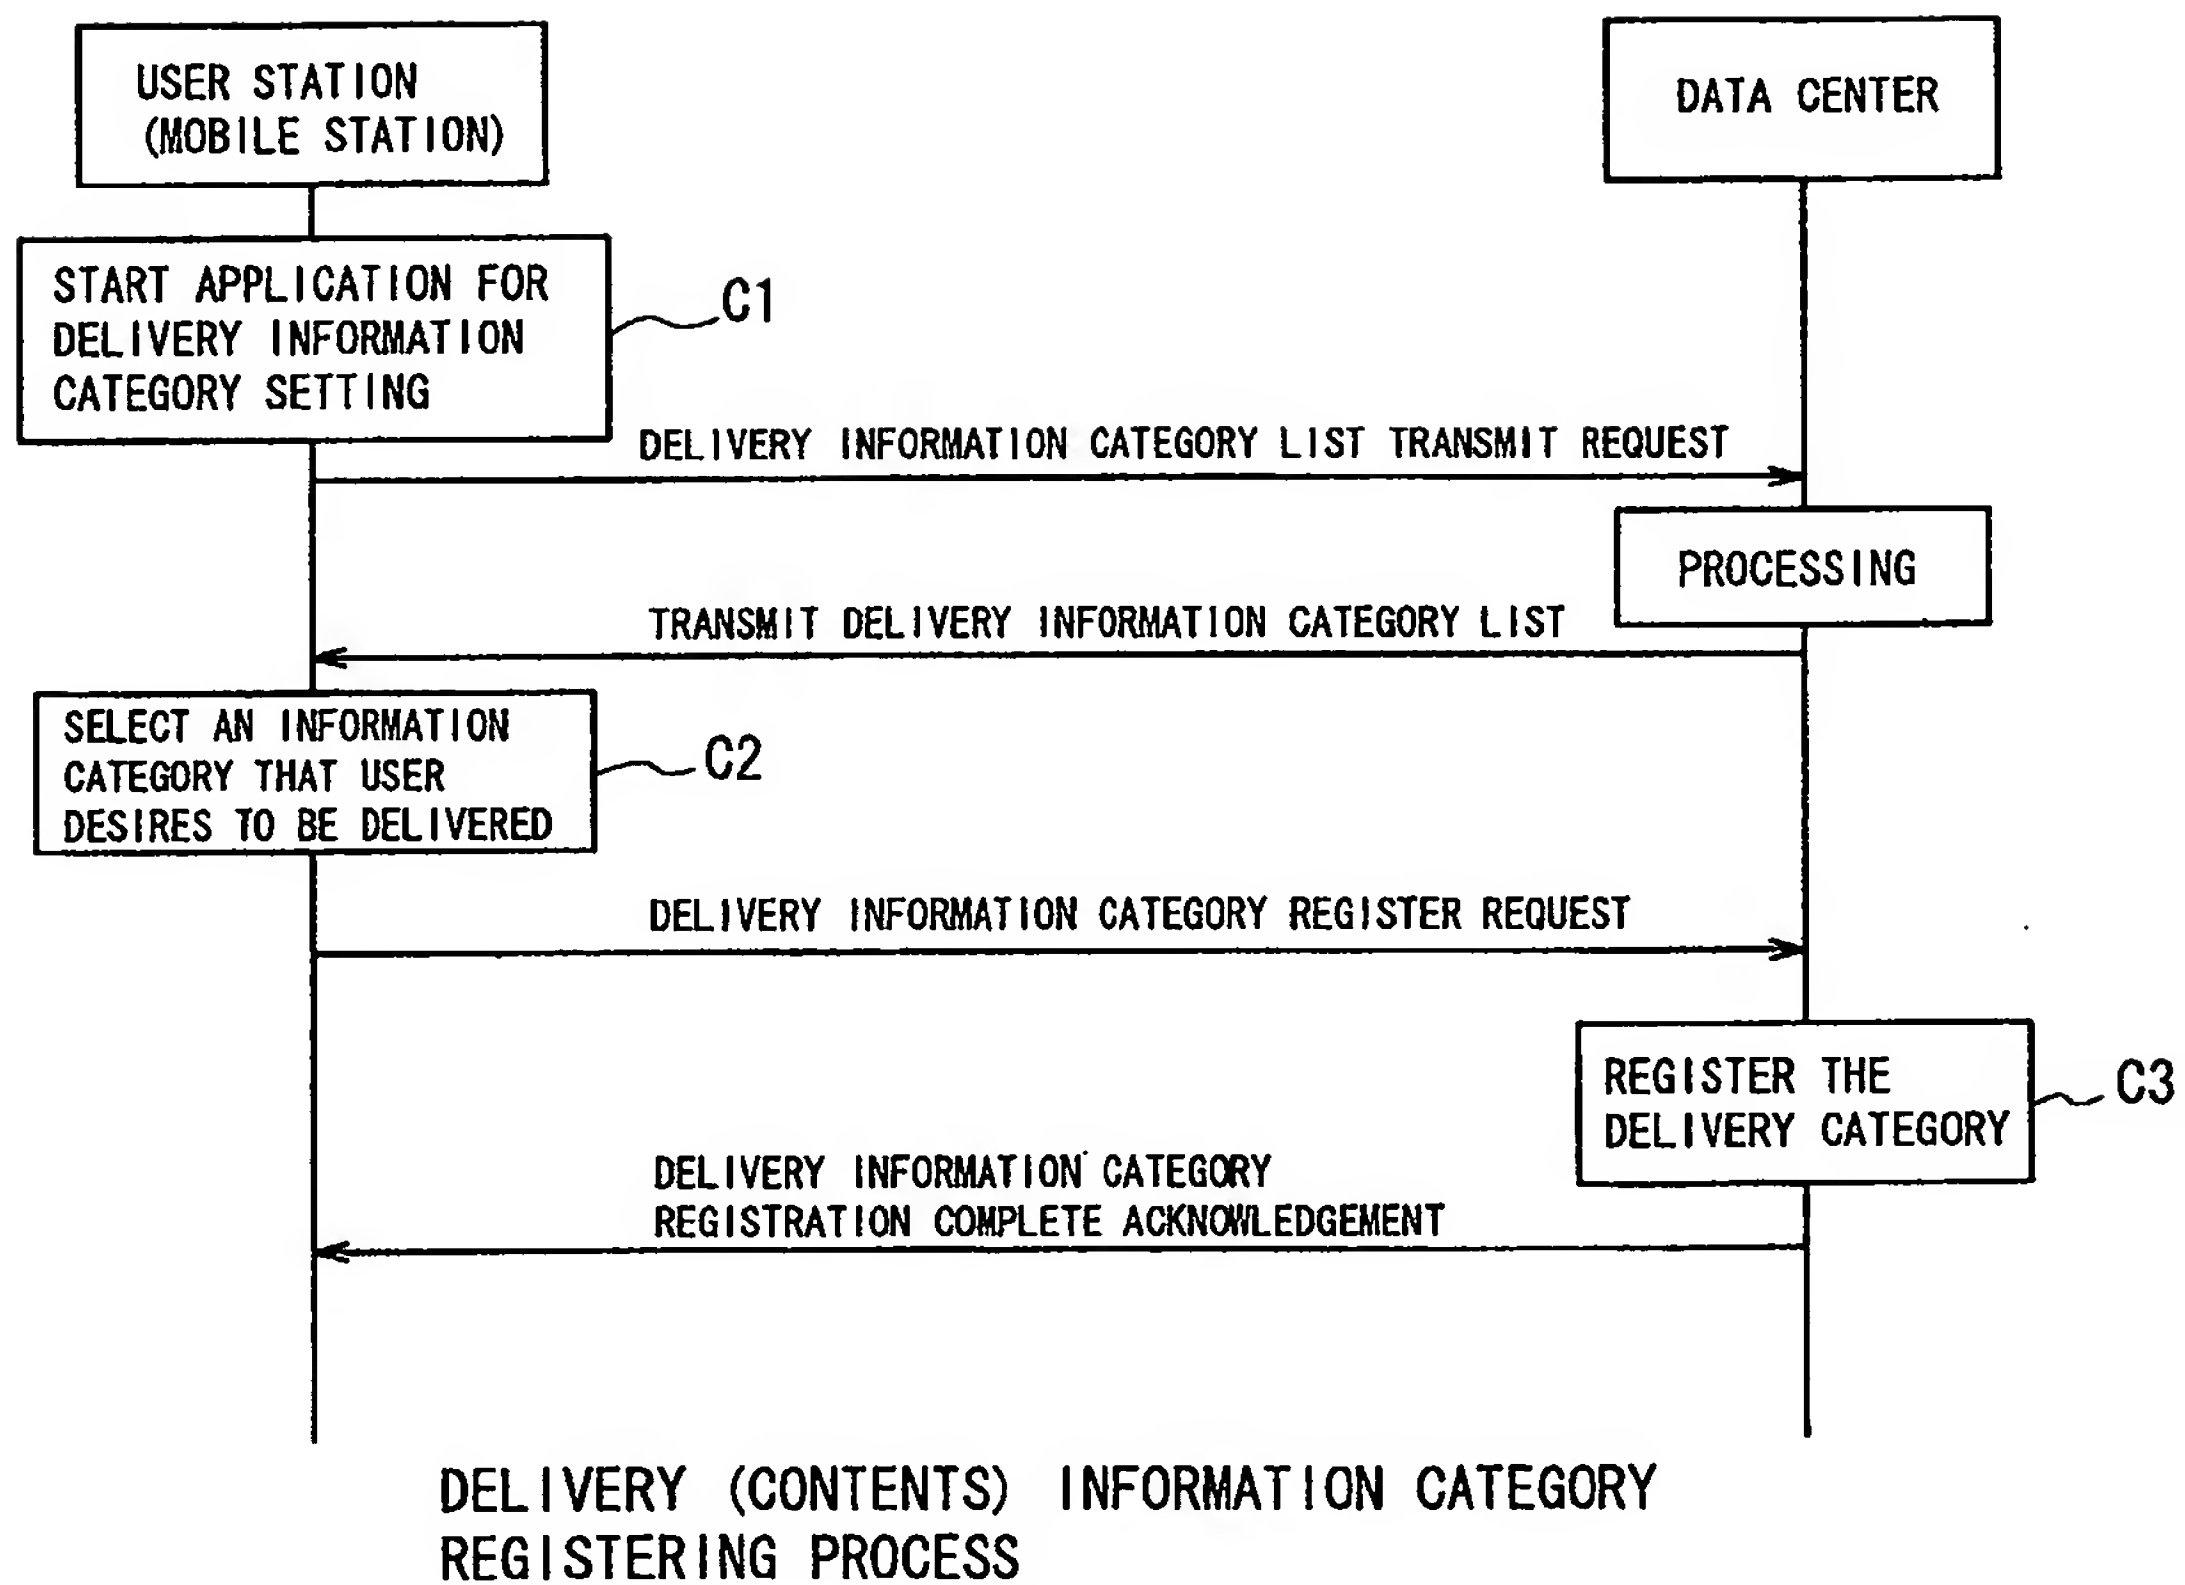 USER STATION
(MOBILE STATION)
DATA CENTER
START APPLICATION FOR
DELIVERY INFORMATION
CATEGORY SETTING
C1
DELIVERY INFORMATION CATEGORY LIST TRANSMIT REQUEST
PROCESSING
TRANSMIT DELIVERY INFORMATION CATEGORY LIST
SELECT AN INFORMATION
CATEGORY THAT USER
DESIRES TO BE DELIVERED
C2
DELIVERY INFORMATION CATEGORY REGISTER REQUEST
REGISTER THE
DELIVERY CATEGORY
C3
DELIVERY INFORMATION CATEGORY
REGISTRATION COMPLETE ACKNOWLEDGEMENT
DELIVERY (CONTENTS) INFORMATION CATEGORY
REGISTERING PROCESS